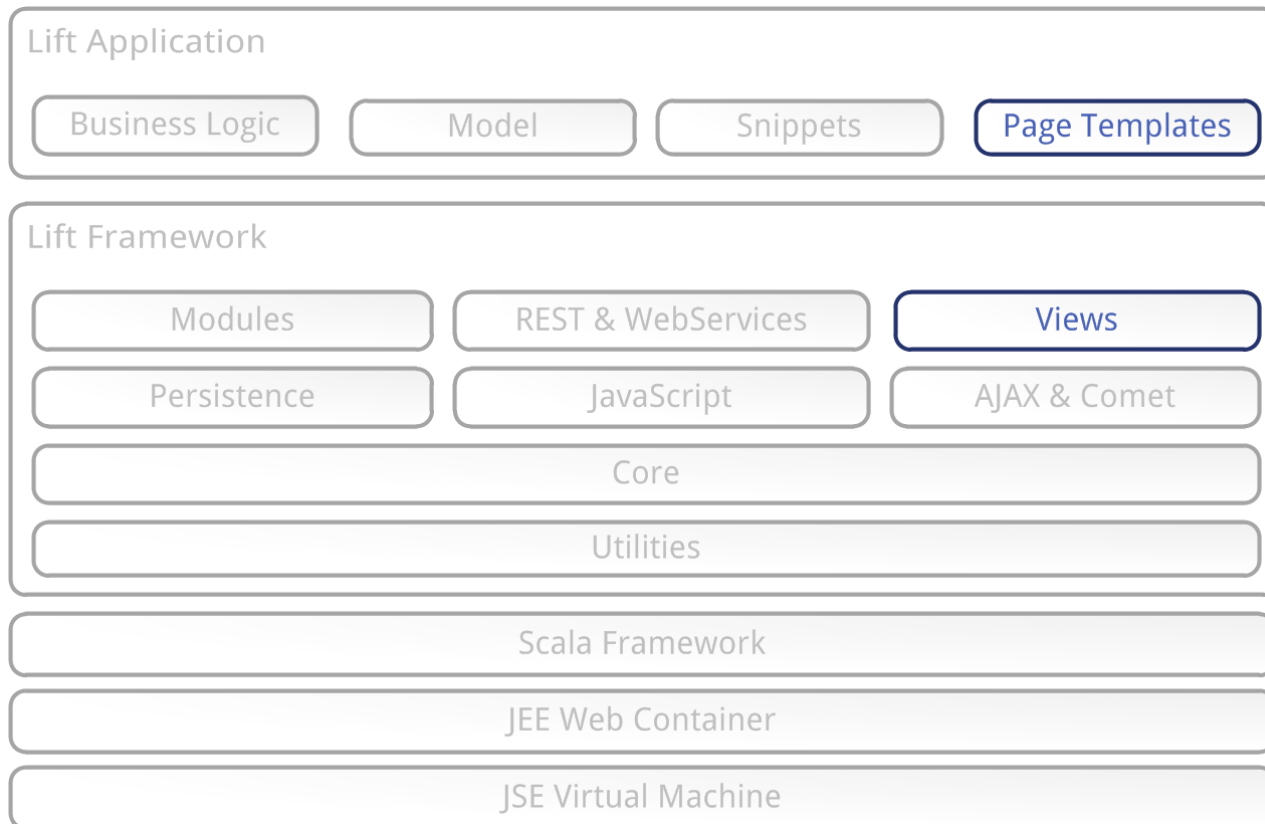 Lift Application
Business Logic
Model
Snippets
Page Templates
Lift Framework
Modules
REST & WebServices
Views
Persistence
JavaScript
AJAX & Comet
Core
Utilities
Scala Framework
JEE Web Container
JSE Virtual Machine